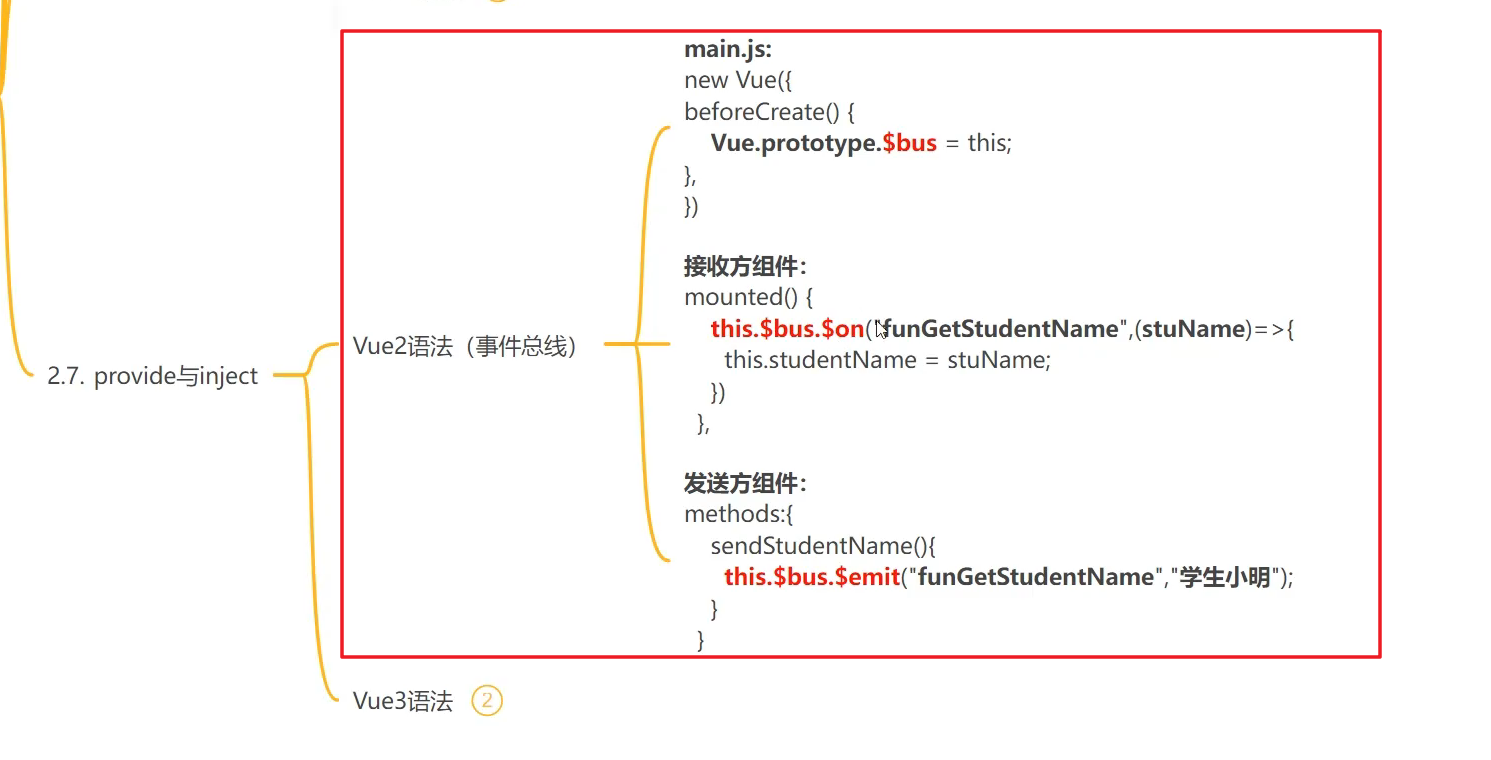 2.7. provide与inject
Vue2语法（事件总线）
main.js:
new Vue({
beforeCreate() {
Vue.prototype.$bus = this;
},
})
接收方组件：
mounted() {
this.$bus.$on("funGetStudentName",(stuName)=>{
this.studentName = stuName;
})
},
发送方组件：
methods:{
sendStudentName(){
this.$bus.$emit("funGetStudentName","学生小明");
}
}
Vue3语法 2